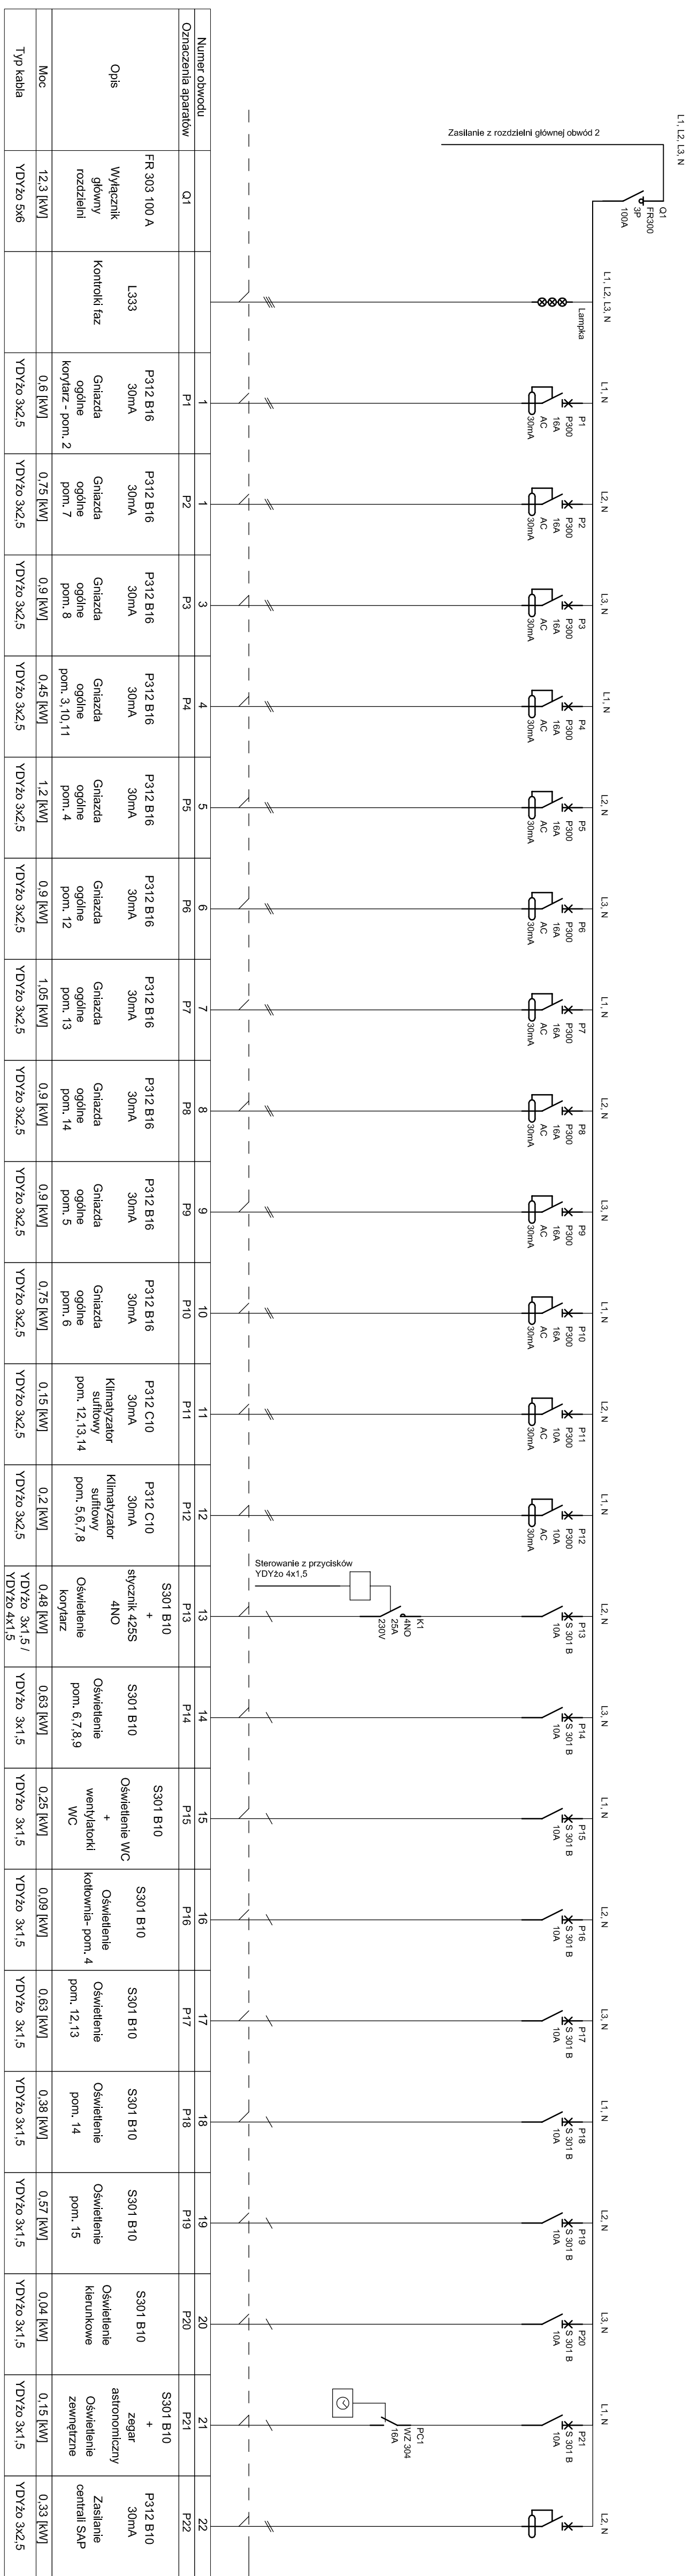 L1, L2, L3, N
Zasilanie z rozdzielni głównej obwód 2
Q1
FR300
3P
100A
L1, L2, L3, N
Lampka
L1, N
P1
P300
16A
AC
30mA
L2, N
P2
P300
16A
AC
30mA
L3, N
P3
P300
16A
AC
30mA
L1, N
P4
P300
16A
AC
30mA
L2, N
P5
P300
16A
AC
30mA
L3, N
P6
P300
16A
AC
30mA
L1, N
P7
P300
16A
AC
30mA
L2, N
P8
P300
16A
AC
30mA
L3, N
P9
P300
16A
AC
30mA
L1, N
P10
P300
16A
AC
30mA
L2, N
P11
P300
10A
AC
30mA
L1, N
P12
P300
10A
AC
30mA
L2, N
P13
S 301 B
10A
K1
4NO
25A
230V
Sterowanie z przycisków
YDYżo 4x1,5
L3, N
P14
S 301 B
10A
L1, N
P15
S 301 B
10A
L2, N
P16
S 301 B
10A
L3, N
P17
S 301 B
10A
L1, N
P18
S 301 B
10A
L2, N
P19
S 301 B
10A
L3, N
P20
S 301 B
10A
L1, N
P21
S 301 B
10A
PC1
WZ 304
16A
L2, N
Numer obwodu
Oznaczenia aparatów
Opis
Moc
Typ kabla
Q1
FR 303 100 A
Wyłącznik
główny
rozdzielni
12,3 [kW]
YDYżo 5x6
L333
Kontrolki faz
1
P1
P312 B16
30mA
Gniazda
ogólne
korytarz - pom. 2
0,6 [kW]
YDYżo 3x2,5
1
P2
P312 B16
30mA
Gniazda
ogólne
pom. 7
0,75 [kW]
YDYżo 3x2,5
3
P3
P312 B16
30mA
Gniazda
ogólne
pom. 8
0,9 [kW]
YDYżo 3x2,5
4
P4
P312 B16
30mA
Gniazda
ogólne
pom. 3,10,11
0,45 [kW]
YDYżo 3x2,5
5
P5
P312 B16
30mA
Gniazda
ogólne
pom. 4
1,2 [kW]
YDYżo 3x2,5
6
P6
P312 B16
30mA
Gniazda
ogólne
pom. 12
0,9 [kW]
YDYżo 3x2,5
7
P7
P312 B16
30mA
Gniazda
ogólne
pom. 13
1,05 [kW]
YDYżo 3x2,5
8
P8
P312 B16
30mA
Gniazda
ogólne
pom. 14
0,9 [kW]
YDYżo 3x2,5
9
P9
P312 B16
30mA
Gniazda
ogólne
pom. 5
0,9 [kW]
YDYżo 3x2,5
10
P10
P312 B16
30mA
Gniazda
ogólne
pom. 6
0,75 [kW]
YDYżo 3x2,5
11
P11
P312 C10
30mA
Klimatyzator
sufitowy
pom. 12,13,14
0,15 [kW]
YDYżo 3x2,5
12
P12
P312 C10
30mA
Klimatyzator
sufitowy
pom. 5,6,7,8
0,2 [kW]
YDYżo 3x2,5
13
P13
S301 B10
+
stycznik 425S
4NO
Oświetlenie
korytarz
0,48 [kW]
YDYżo 3x1,5 /
YDYżo 4x1,5
14
P14
S301 B10
Oświetlenie
pom. 6,7,8,9
0,63 [kW]
YDYżo 3x1,5
15
P15
S301 B10
Oświetlenie WC
+
wentylatorki
WC
0,25 [kW]
YDYżo 3x1,5
16
P16
S301 B10
Oświetlenie
kotłownia- pom. 4
0,09 [kW]
YDYżo 3x1,5
17
P17
S301 B10
Oświetlenie
pom. 12,13
0,63 [kW]
YDYżo 3x1,5
18
P18
S301 B10
Oświetlenie
pom. 14
0,38 [kW]
YDYżo 3x1,5
19
P19
S301 B10
Oświetlenie
pom. 15
0,57 [kW]
YDYżo 3x1,5
20
P20
S301 B10
Oświetlenie
kierunkowe
0,04 [kW]
YDYżo 3x1,5
21
P21
S301 B10
+
zegar
astronomiczny
Oświetlenie
zewnętrzne
0,15 [kW]
YDYżo 3x1,5
22
P22
P312 B10
30mA
Zasilanie
centrali SAP
0,33 [kW]
YDYżo 3x2,5